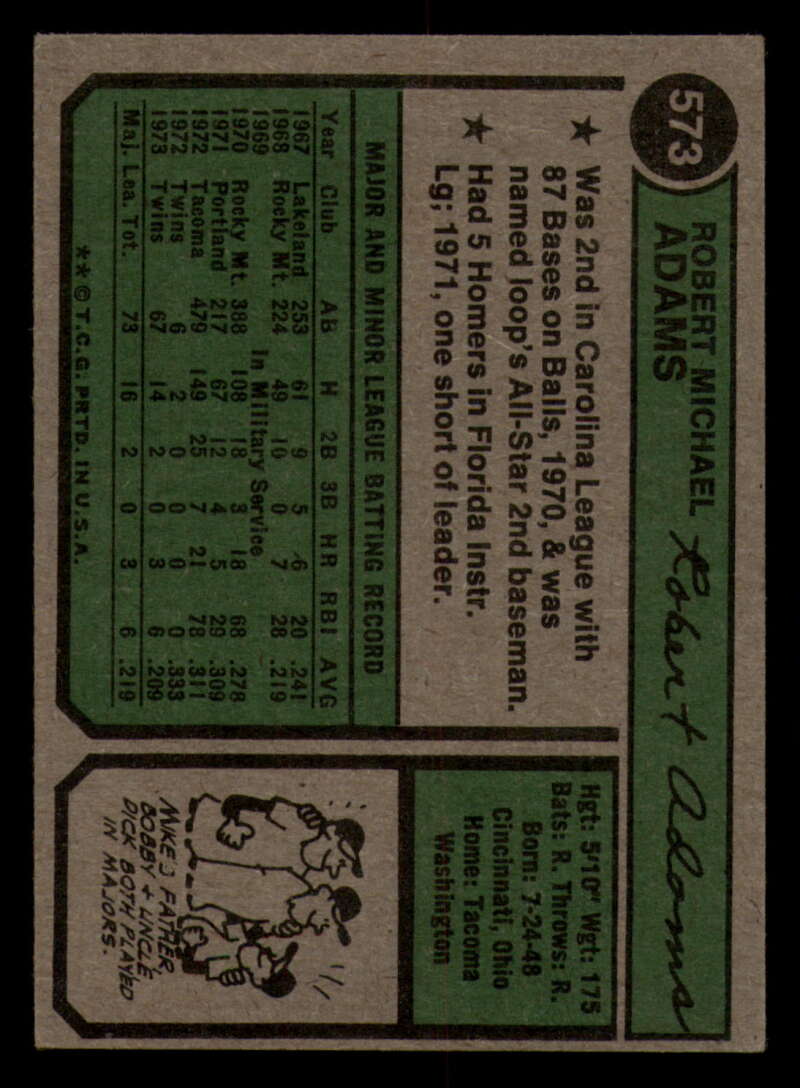 573
ROBERT MICHAEL
ADAMS
Robert Adams
★ Was 2nd in Carolina League with
87 Bases on Balls, 1970, & was
named loop's All-Star 2nd baseman.
★ Had 5 Homers in Florida Instr.
Lg; 1971, one short of leader.
Hgt: 5'10" Wgt: 175
Bats: R. Throws: R.
Born: 7-24-48
Cincinnati, Ohio
Home: Tacoma
Washington
MAJOR AND MINOR LEAGUE BATTING RECORD
Year Club AB H 2B 3B HR RBI AVG
1967 Lakeland 253 61 9 5 6 20 .241
1968 Rocky Mt. 224 49 10 0 7 28 .219
1969 In Military Service
1970 Rocky Mt. 388 108 18 3 18 68 .278
1971 Portland 217 67 12 4 5 29 .309
1972 Tacoma 479 149 25 7 21 78 .311
1972 Twins 6 2 0 0 0 0 .333
1973 Twins 67 14 2 0 3 6 .209
Maj. Lea. Tot. 73 16 2 0 3 6 .219
MIKE'S FATHER,
BOBBY + UNCLE,
DICK BOTH PLAYED
IN MAJORS.
**© T.C.G. PRTD. IN U.S.A.